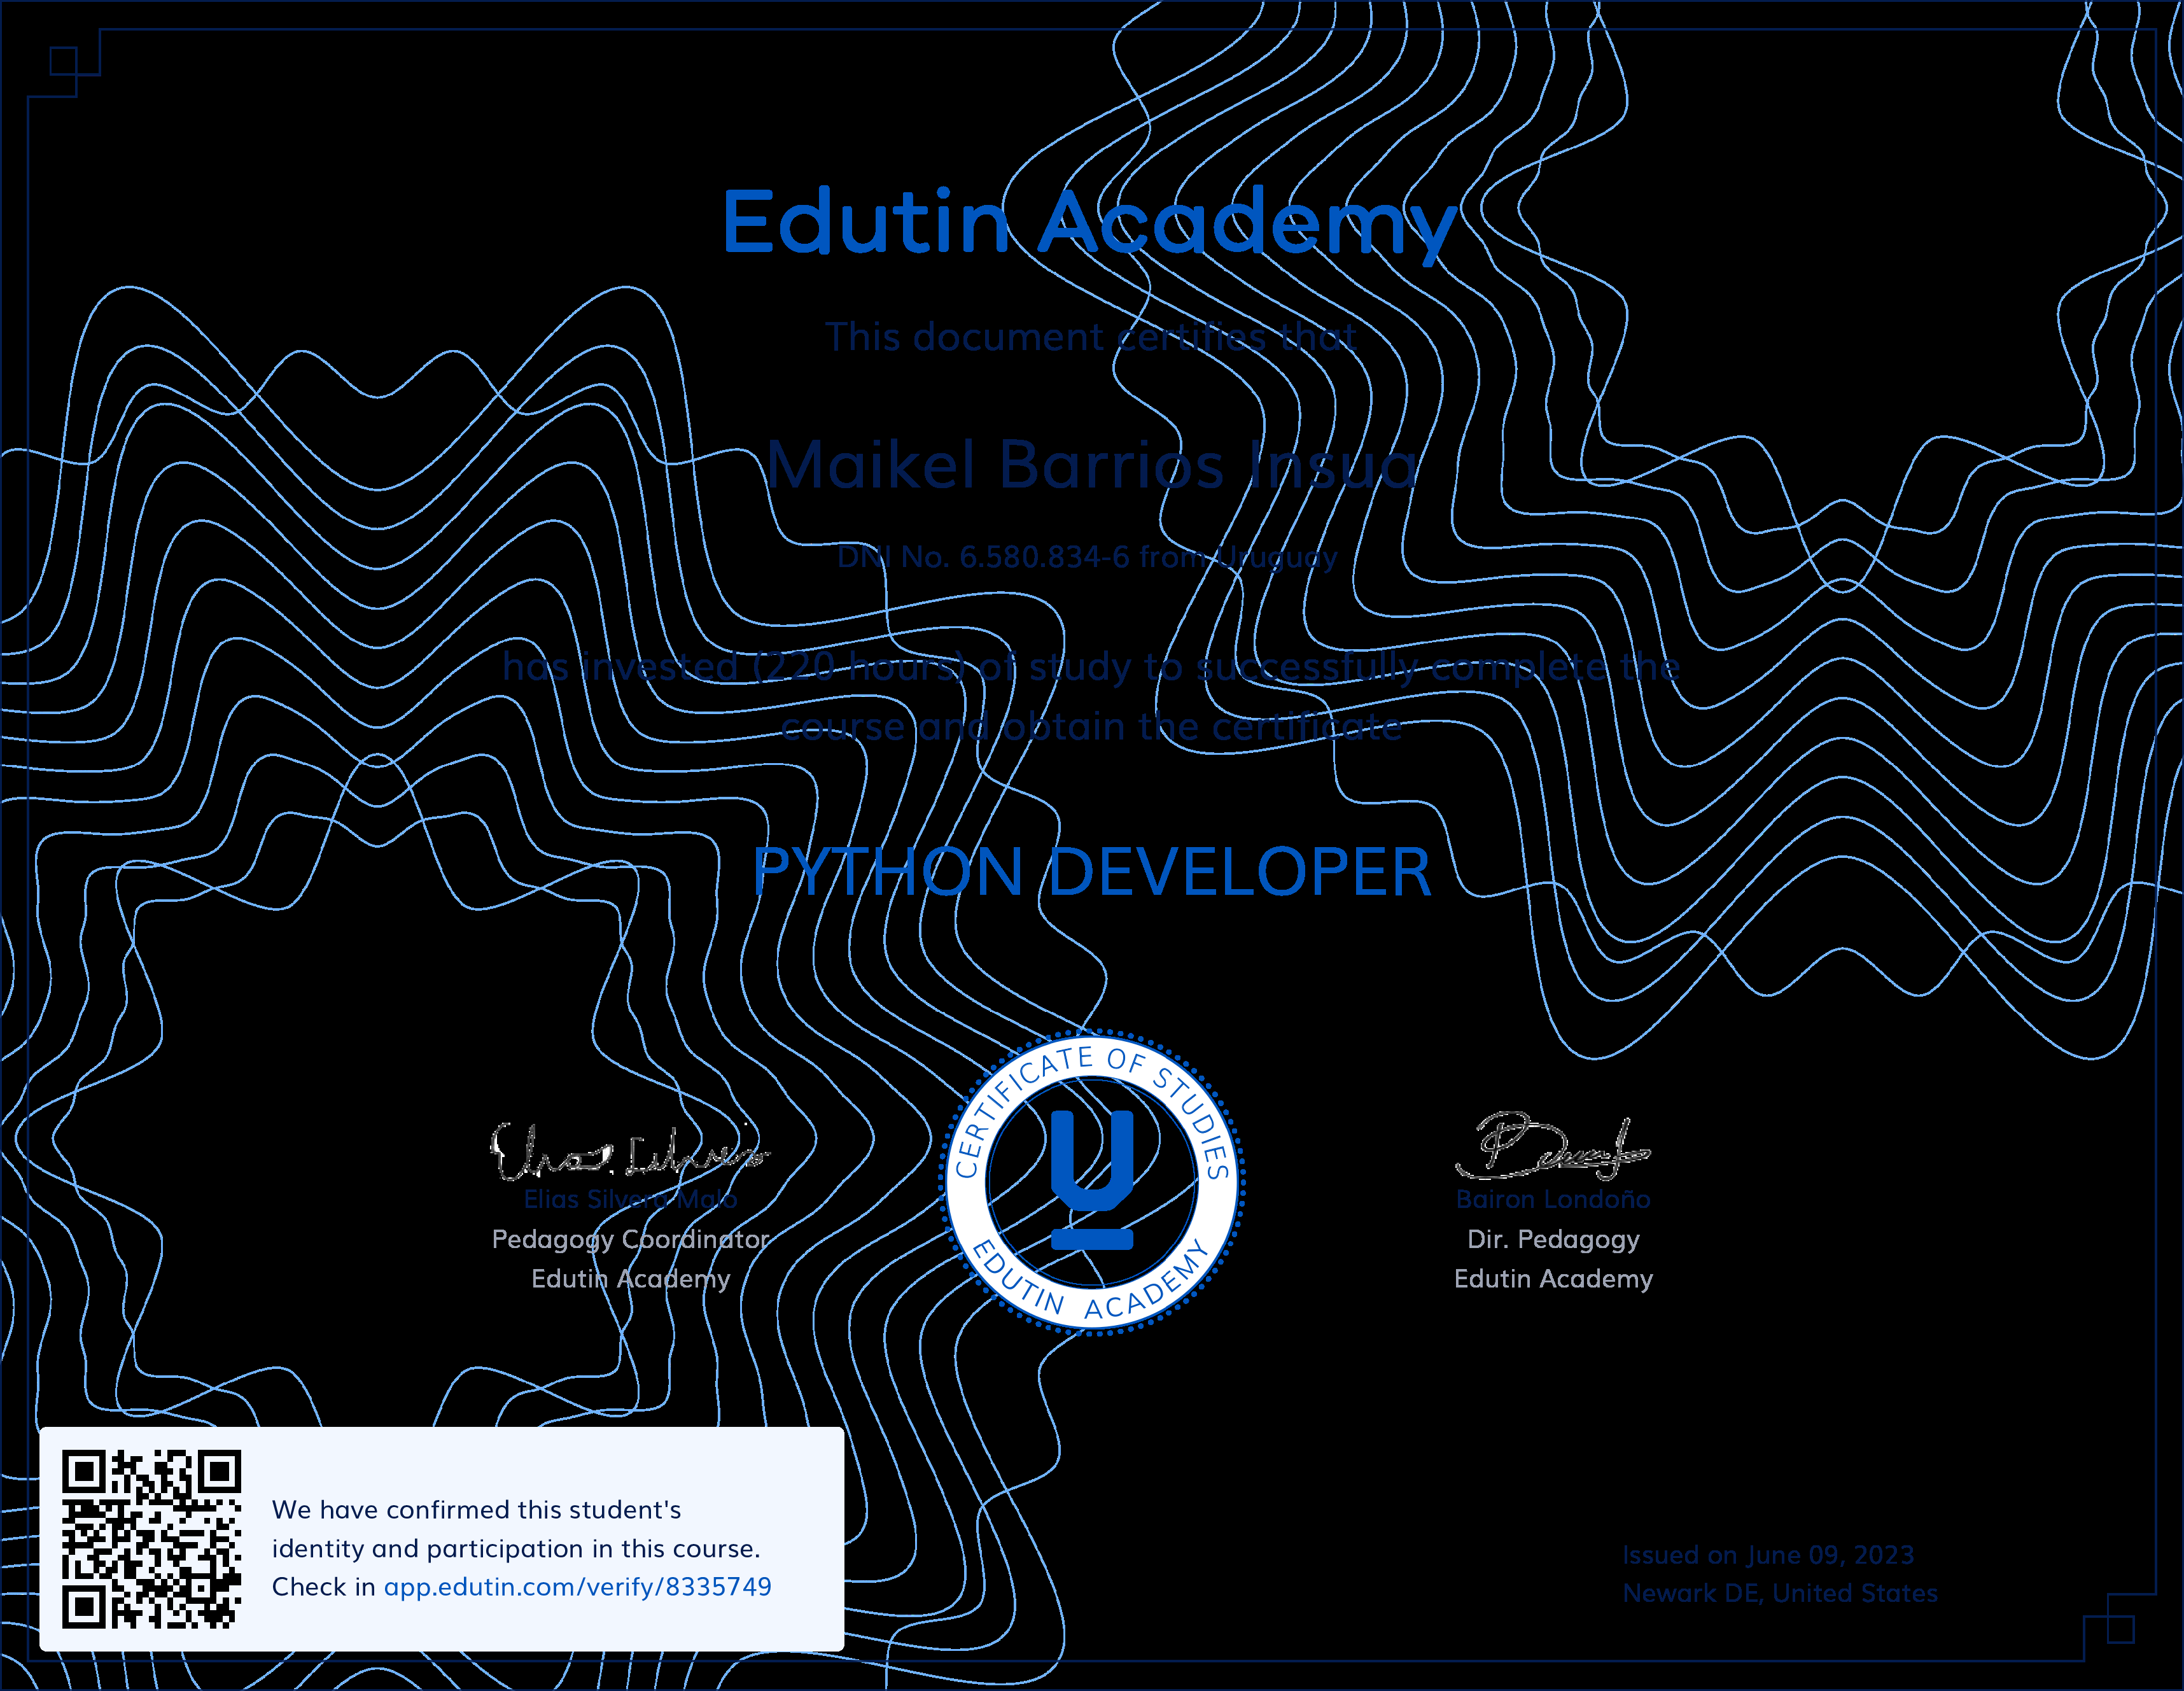 Edutin Academy
This document certifies that
Maikel Barrios Insua
DNI No. 6.580.834-6 from Uruguay
has invested (220 hours) of study to successfully complete the
course and obtain the certificate
PYTHON DEVELOPER
CERTIFICATE OF STUDIES
EDUTIN ACADEMY
Elias Silvera Malo
Pedagogy Coordinator
Edutin Academy
Bairon Londoño
Dir. Pedagogy
Edutin Academy
We have confirmed this student's
identity and participation in this course.
Check in app.edutin.com/verify/8335749
Issued on June 09, 2023
Newark DE, United States